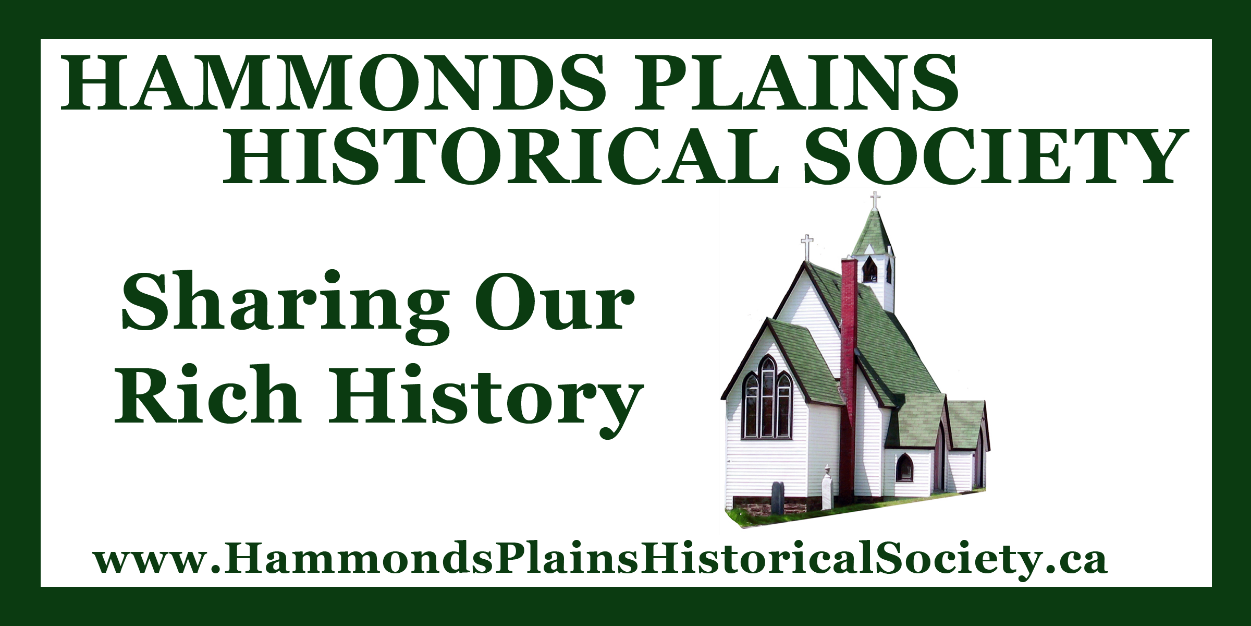 HAMMONDS PLAINS
HISTORICAL SOCIETY
Sharing Our
Rich History
www.HammondsPlainsHistoricalSociety.ca